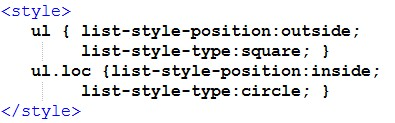 <style>
ul { list-style-position:outside;
list-style-type:square; }
ul.loc {list-style-position:inside;
list-style-type:circle; }
</style>